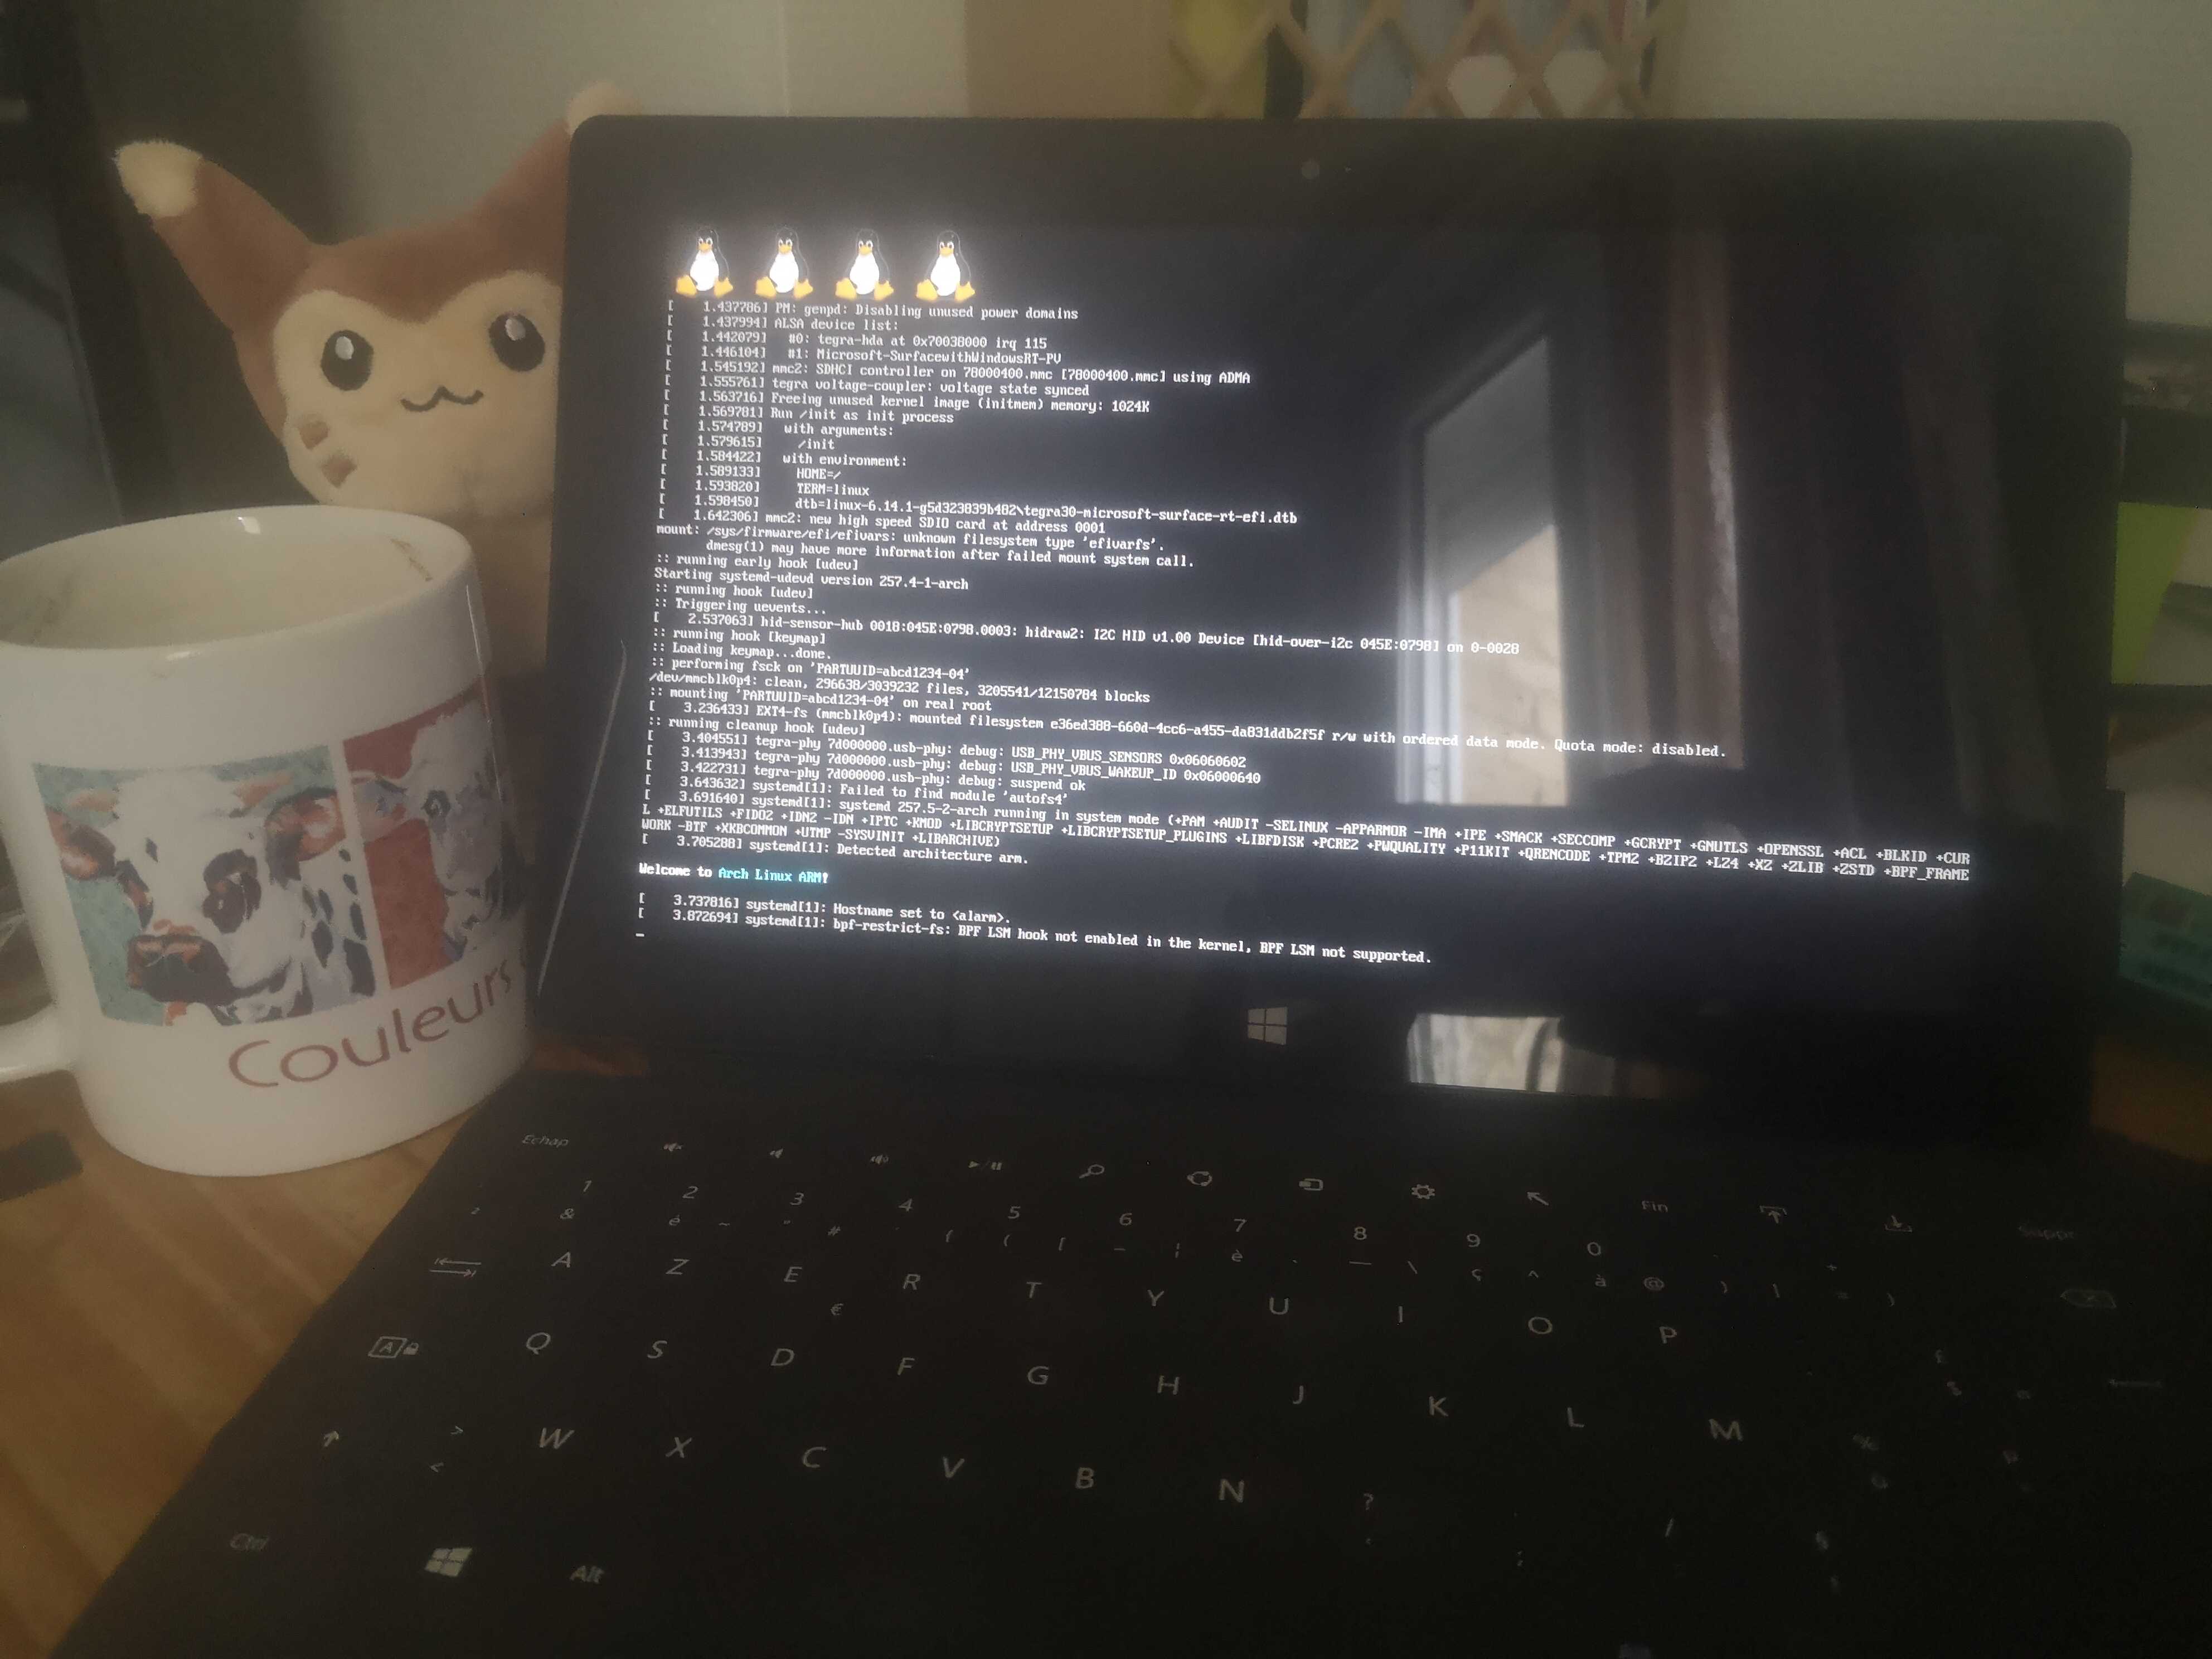 [    1.437786] PM: genpd: Disabling unused power domains
[    1.437994] ALSA device list:
[    1.442079]   #0: tegra-hda at 0x70038000 irq 115
[    1.446104]   #1: Microsoft-SurfacewithWindowsRT-PV
[    1.545192] mmc2: SDHCI controller on 78000400.mmc [78000400.mmc] using ADMA
[    1.555761] tegra voltage-coupler: voltage state synced
[    1.563716] Freeing unused kernel image (initmem) memory: 1024K
[    1.569781] Run /init as init process
[    1.574789]   with arguments:
[    1.579615]     /init
[    1.584422]   with environment:
[    1.589133]     HOME=/
[    1.593820]     TERM=linux
[    1.598450]     dtb=linux-6.14.1-g5d323039b482\tegra30-microsoft-surface-rt-efi.dtb
[    1.642306] mmc2: new high speed SDIO card at address 0001
mount: /sys/firmware/efi/efivars: unknown filesystem type 'efivarfs'.
dmesg(1) may have more information after failed mount system call.
:: running early hook [udev]
Starting systemd-udevd version 257.4-1-arch
:: running hook [udev]
:: Triggering uevents...
[    2.537063] hid-sensor-hub 0018:045E:0798.0003: hidraw2: I2C HID v1.00 Device [hid-over-i2c 045E:0798] on 0-0028
:: running hook [keymap]
:: Loading keymap...done.
:: performing fsck on 'PARTUUID=abcd1234-04'
/dev/mmcblk0p4: clean, 296638/3039232 files, 3205541/12150784 blocks
:: mounting 'PARTUUID=abcd1234-04' on real root
[    3.236433] EXT4-fs (mmcblk0p4): mounted filesystem e36ed388-660d-4cc6-a455-da831ddb2f5f r/w with ordered data mode. Quota mode: disabled.
:: running cleanup hook [udev]
[    3.404551] tegra-phy 7d000000.usb-phy: debug: USB_PHY_VBUS_SENSORS 0x06060602
[    3.413943] tegra-phy 7d000000.usb-phy: debug: USB_PHY_VBUS_WAKEUP_ID 0x06000640
[    3.422731] tegra-phy 7d000000.usb-phy: debug: suspend ok
[    3.643632] systemd[1]: Failed to find module 'autofs4'
[    3.691640] systemd[1]: systemd 257.5-2-arch running in system mode (+PAM +AUDIT -SELINUX -APPARMOR -IMA +IPE +SMACK +SECCOMP +GCRYPT +GNUTLS +OPENSSL +ACL +BLKID +CUR
L +ELFUTILS +FIDO2 +IDN2 -IDN +IPTC +KMOD +LIBCRYPTSETUP +LIBCRYPTSETUP_PLUGINS +LIBFDISK +PCRE2 +PWQUALITY +P11KIT +QRENCODE +TPM2 +BZIP2 +LZ4 +XZ +ZLIB +ZSTD +BPF_FRAME
WORK -BTF +XKBCOMMON +UTMP -SYSVINIT +LIBARCHIVE)
[    3.705288] systemd[1]: Detected architecture arm.
Welcome to Arch Linux ARM!
[    3.737816] systemd[1]: Hostname set to <alarm>.
[    3.872694] systemd[1]: bpf-restrict-fs: BPF LSM hook not enabled in the kernel, BPF LSM not supported.
Couleurs
Echap Fin Suppr
1 2 3 4 5 6 7 8 9 0
² & é ~ " # ' { ( [ - | è ` _ \ ç ^ à @ ) ] = }
A Z E € R T Y U I O P
Q S D F G H J K L M %
> < W X C V B N ? / §
Ctrl Alt